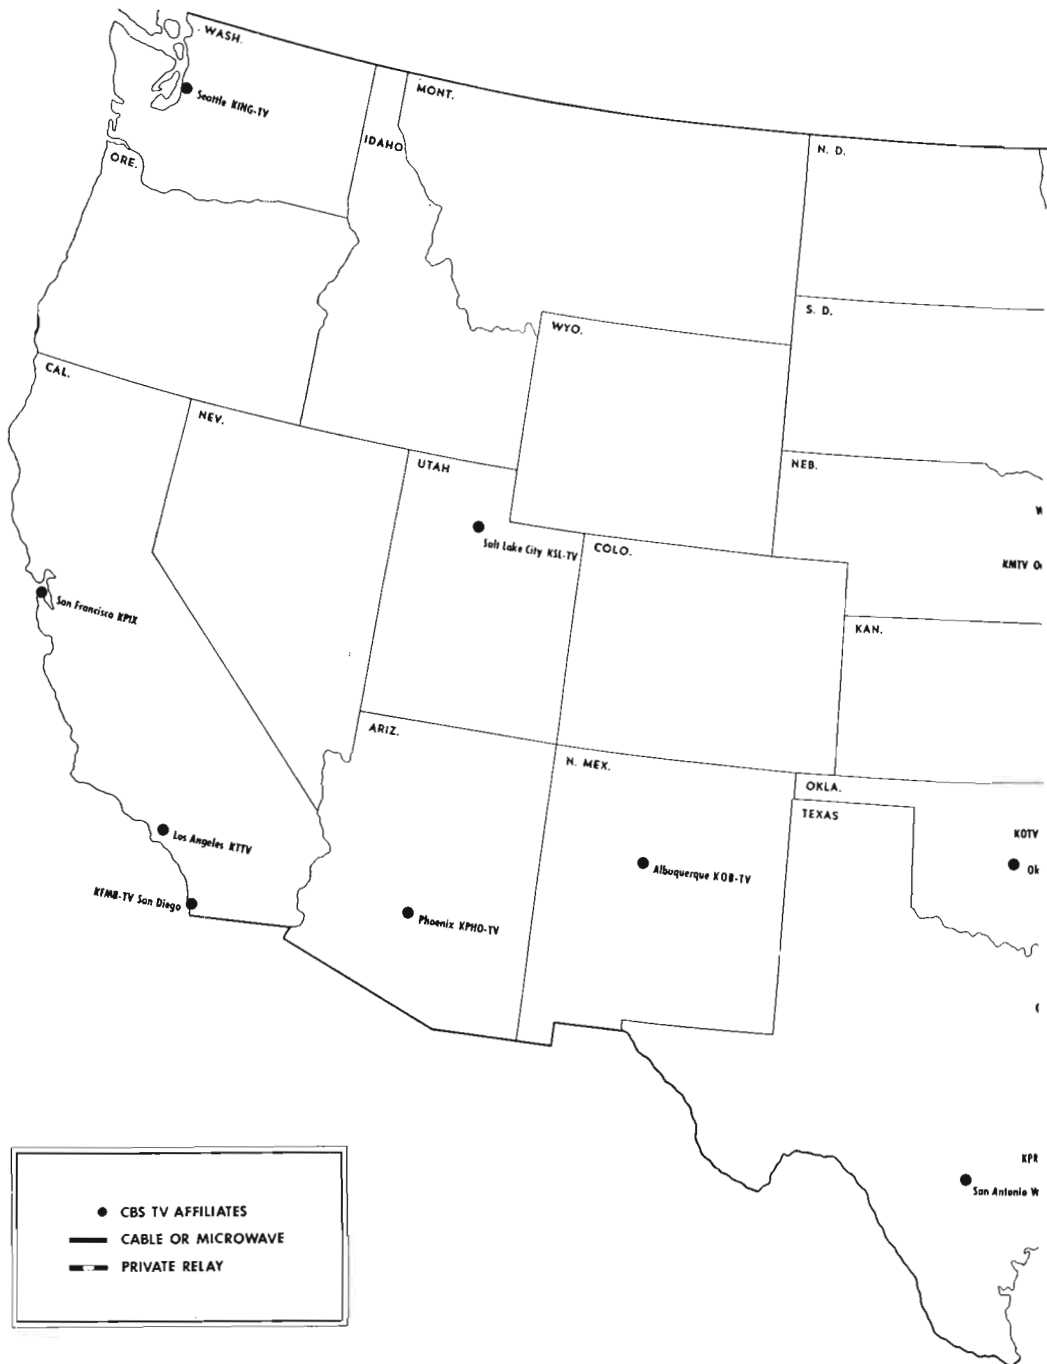 WASH.
Seattle KING-TV
MONT.
IDAHO
ORE.
N. D.
S. D.
WYO.
CAL.
NEV.
UTAH
NEB.
Salt Lake City KSL-TV
COLO.
KMTV
San Francisco KPIX
KAN.
ARIZ.
N. MEX.
OKLA.
TEXAS
Los Angeles KTTV
KOTV
Albuquerque KOB-TV
KFMB-TV San Diego
Phoenix KPHO-TV
KPR
San Antonio W
CBS TV AFFILIATES
CABLE OR MICROWAVE
PRIVATE RELAY